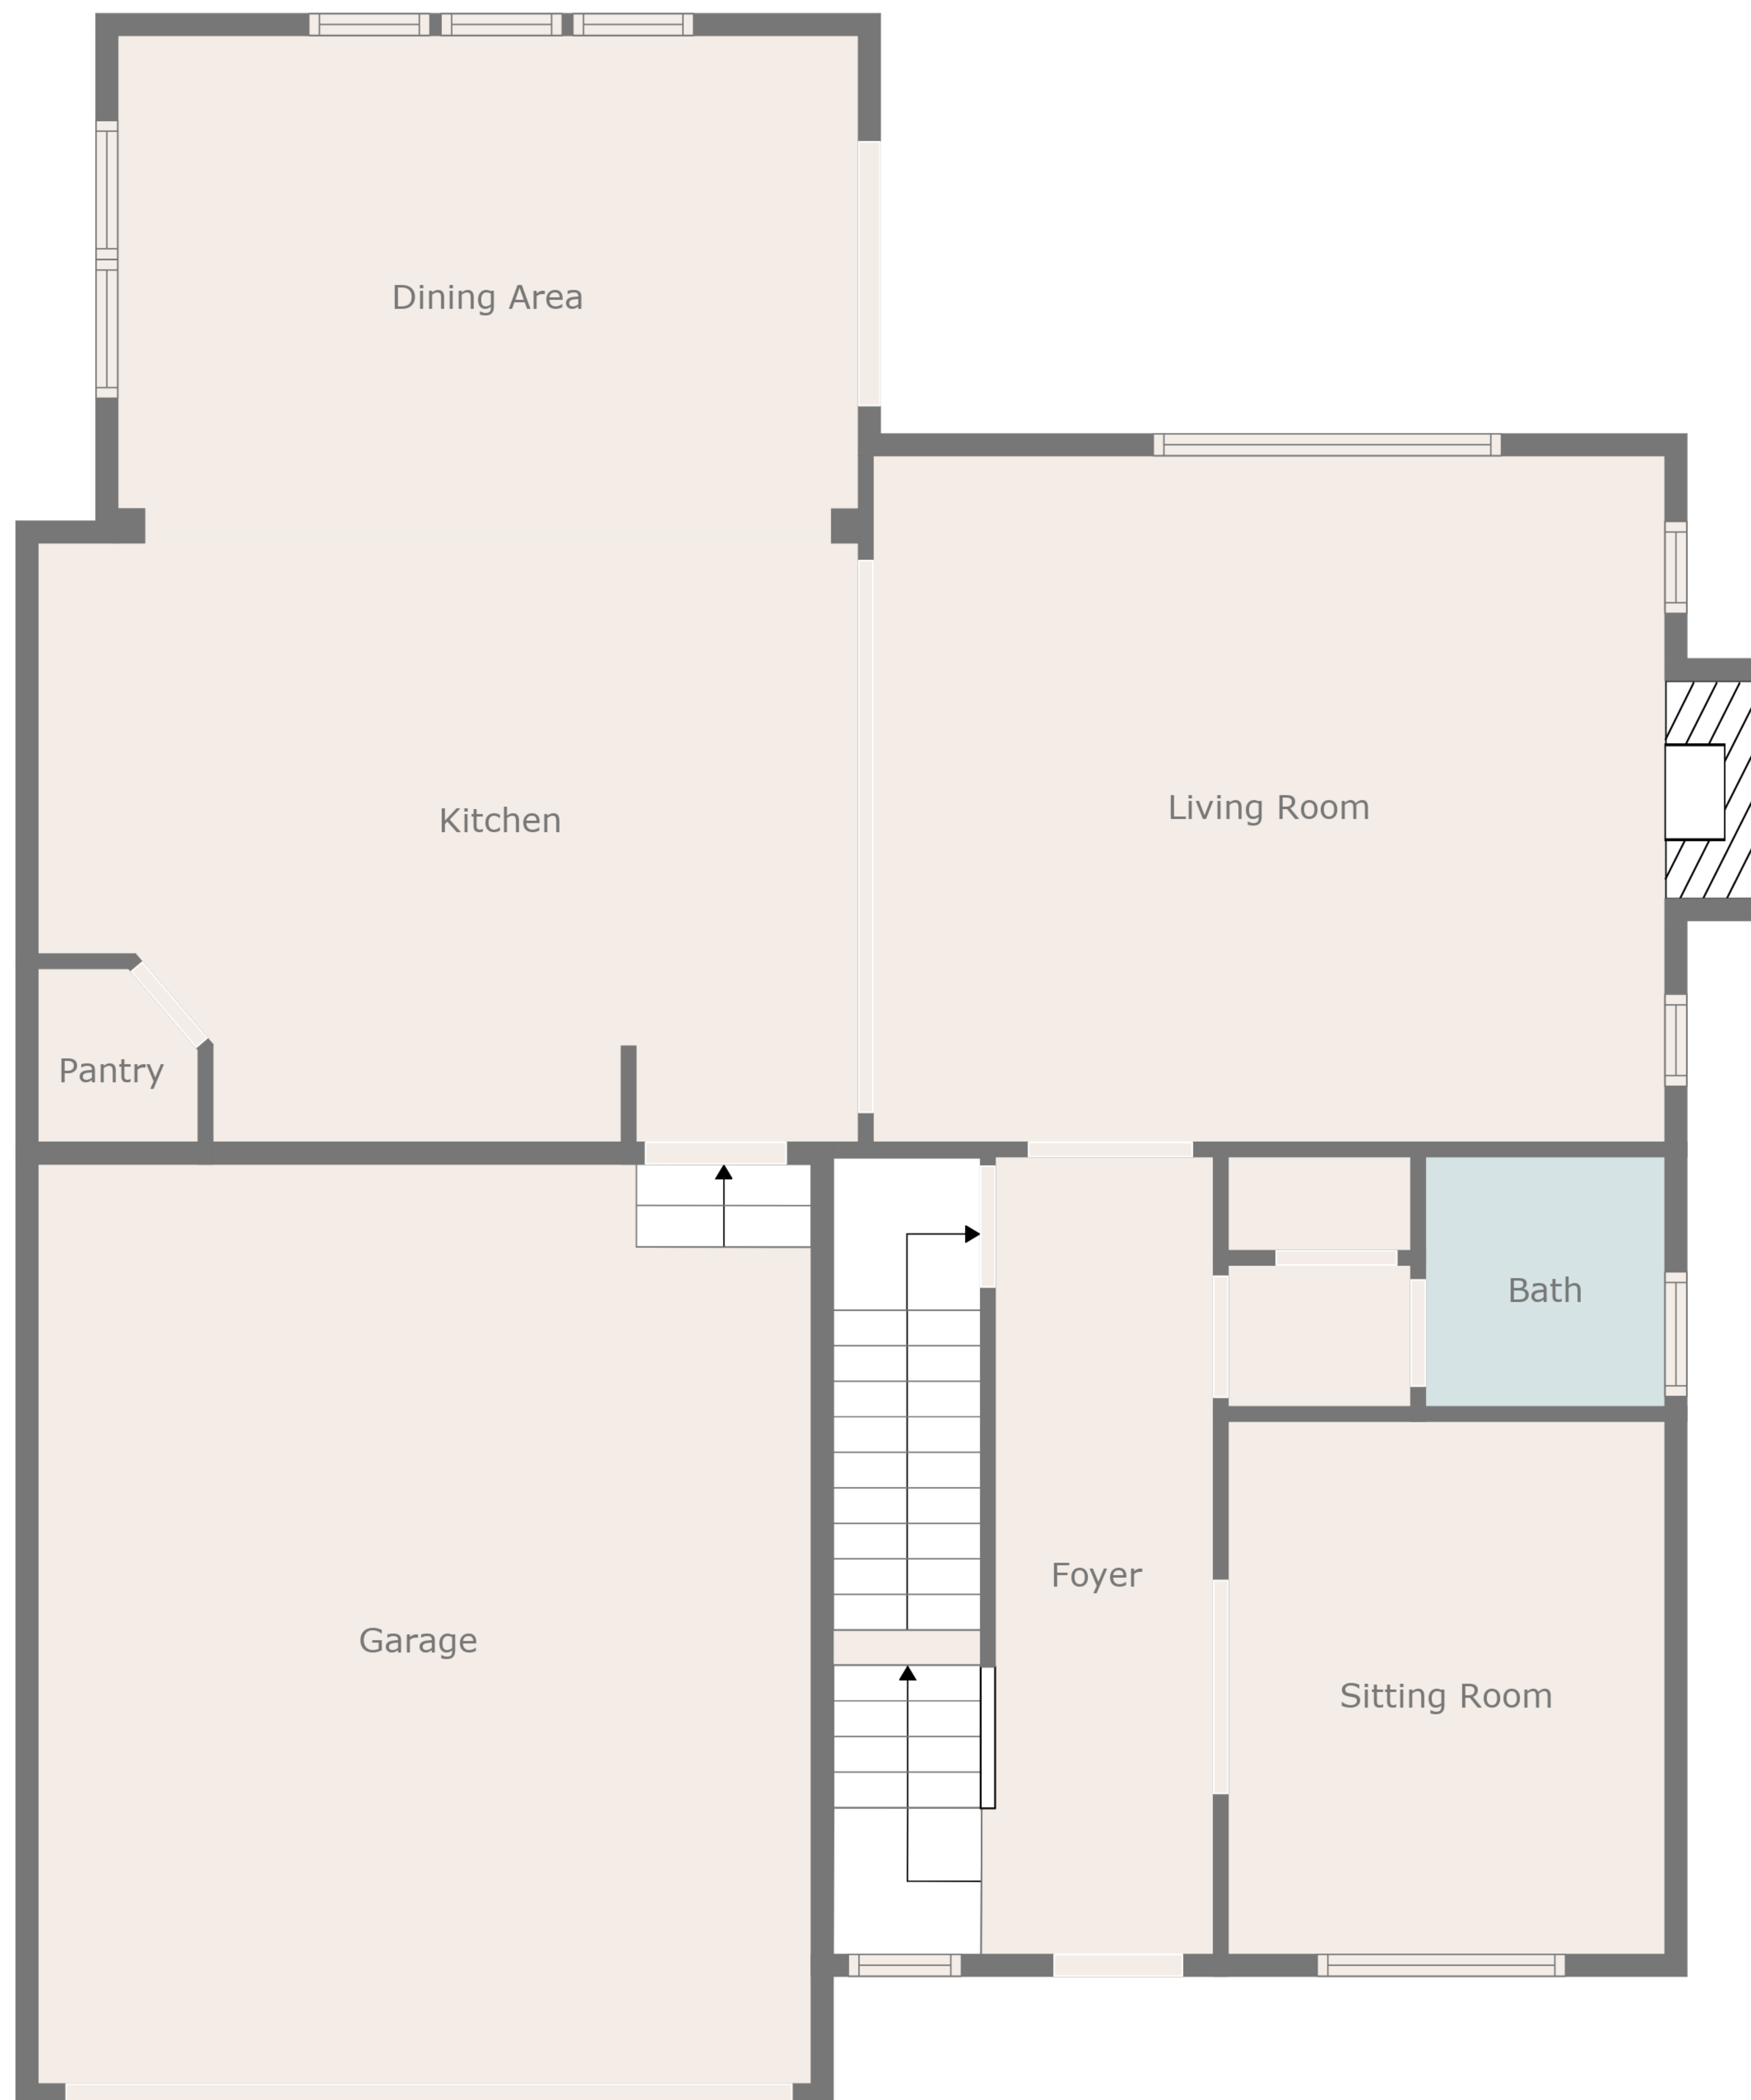 Dining Area
Kitchen
Living Room
Pantry
Bath
Foyer
Garage
Sitting Room